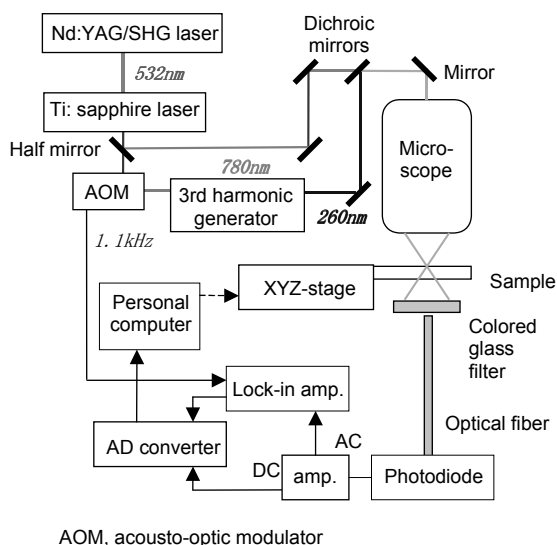 Nd:YAG/SHG laser
532nm
Ti: sapphire laser
Half mirror
Dichroic
mirrors
Mirror
Micro-
scope
780nm
AOM
3rd harmonic
generator
260nm
1.1kHz
XYZ-stage
Sample
Personal
computer
Colored
glass
filter
Lock-in amp.
Optical fiber
AD converter
AC
DC
amp.
Photodiode
AOM, acousto-optic modulator